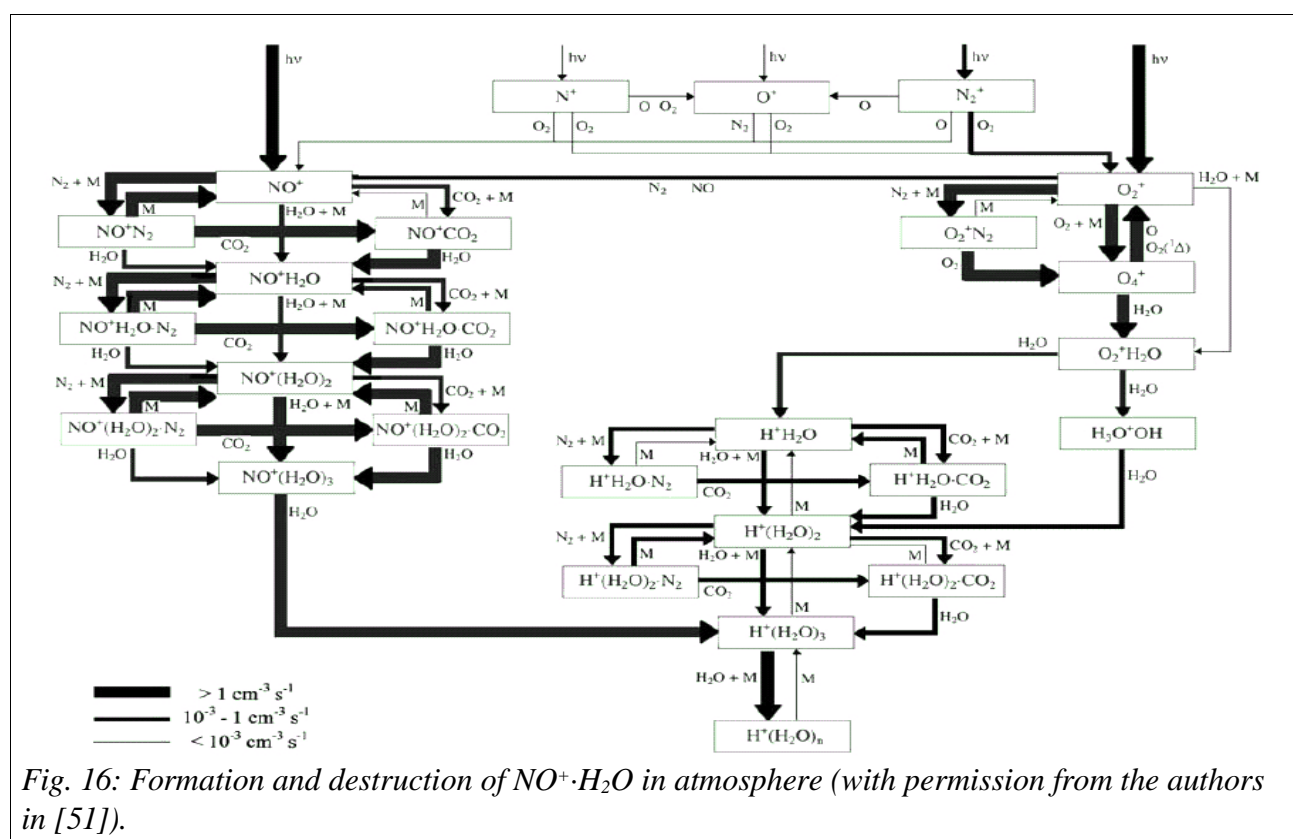 hν hν hν hν hν
N⁺ O⁺ N₂⁺
O O₂ O
O₂ O₂ N₂ O₂ O O₂
N₂ + M NO⁺ CO₂ + M N₂ NO N₂ + M O₂⁺ H₂O + M
M H₂O + M M M O₂ + M O
NO⁺N₂ NO⁺CO₂ O₂⁺N₂ O₂(¹Δ)
CO₂
H₂O H₂O O₂
NO⁺H₂O O₄⁺
N₂ + M CO₂ + M
M H₂O + M M H₂O
NO⁺H₂O·N₂ NO⁺H₂O·CO₂
CO₂
H₂O H₂O H₂O O₂⁺H₂O
NO⁺(H₂O)₂
N₂ + M CO₂ + M H₂O
M H₂O + M M
NO⁺(H₂O)₂·N₂ NO⁺(H₂O)₂·CO₂ H⁺H₂O H₃O⁺OH
CO₂ N₂ + M CO₂ + M
H₂O H₂O M H₂O + M M
NO⁺(H₂O)₃ H⁺H₂O·N₂ H⁺H₂O·CO₂ H₂O
CO₂
H₂O M H₂O
H⁺(H₂O)₂
N₂ + M CO₂ + M
M H₂O + M M
H⁺(H₂O)₂·N₂ H⁺(H₂O)₂·CO₂
CO₂
M H₂O
H⁺(H₂O)₃
H₂O + M M
> 1 cm⁻³ s⁻¹
10⁻³ - 1 cm⁻³ s⁻¹
< 10⁻³ cm⁻³ s⁻¹
H⁺(H₂O)ₙ
Fig. 16: Formation and destruction of NO⁺·H₂O in atmosphere (with permission from the authors
in [51]).